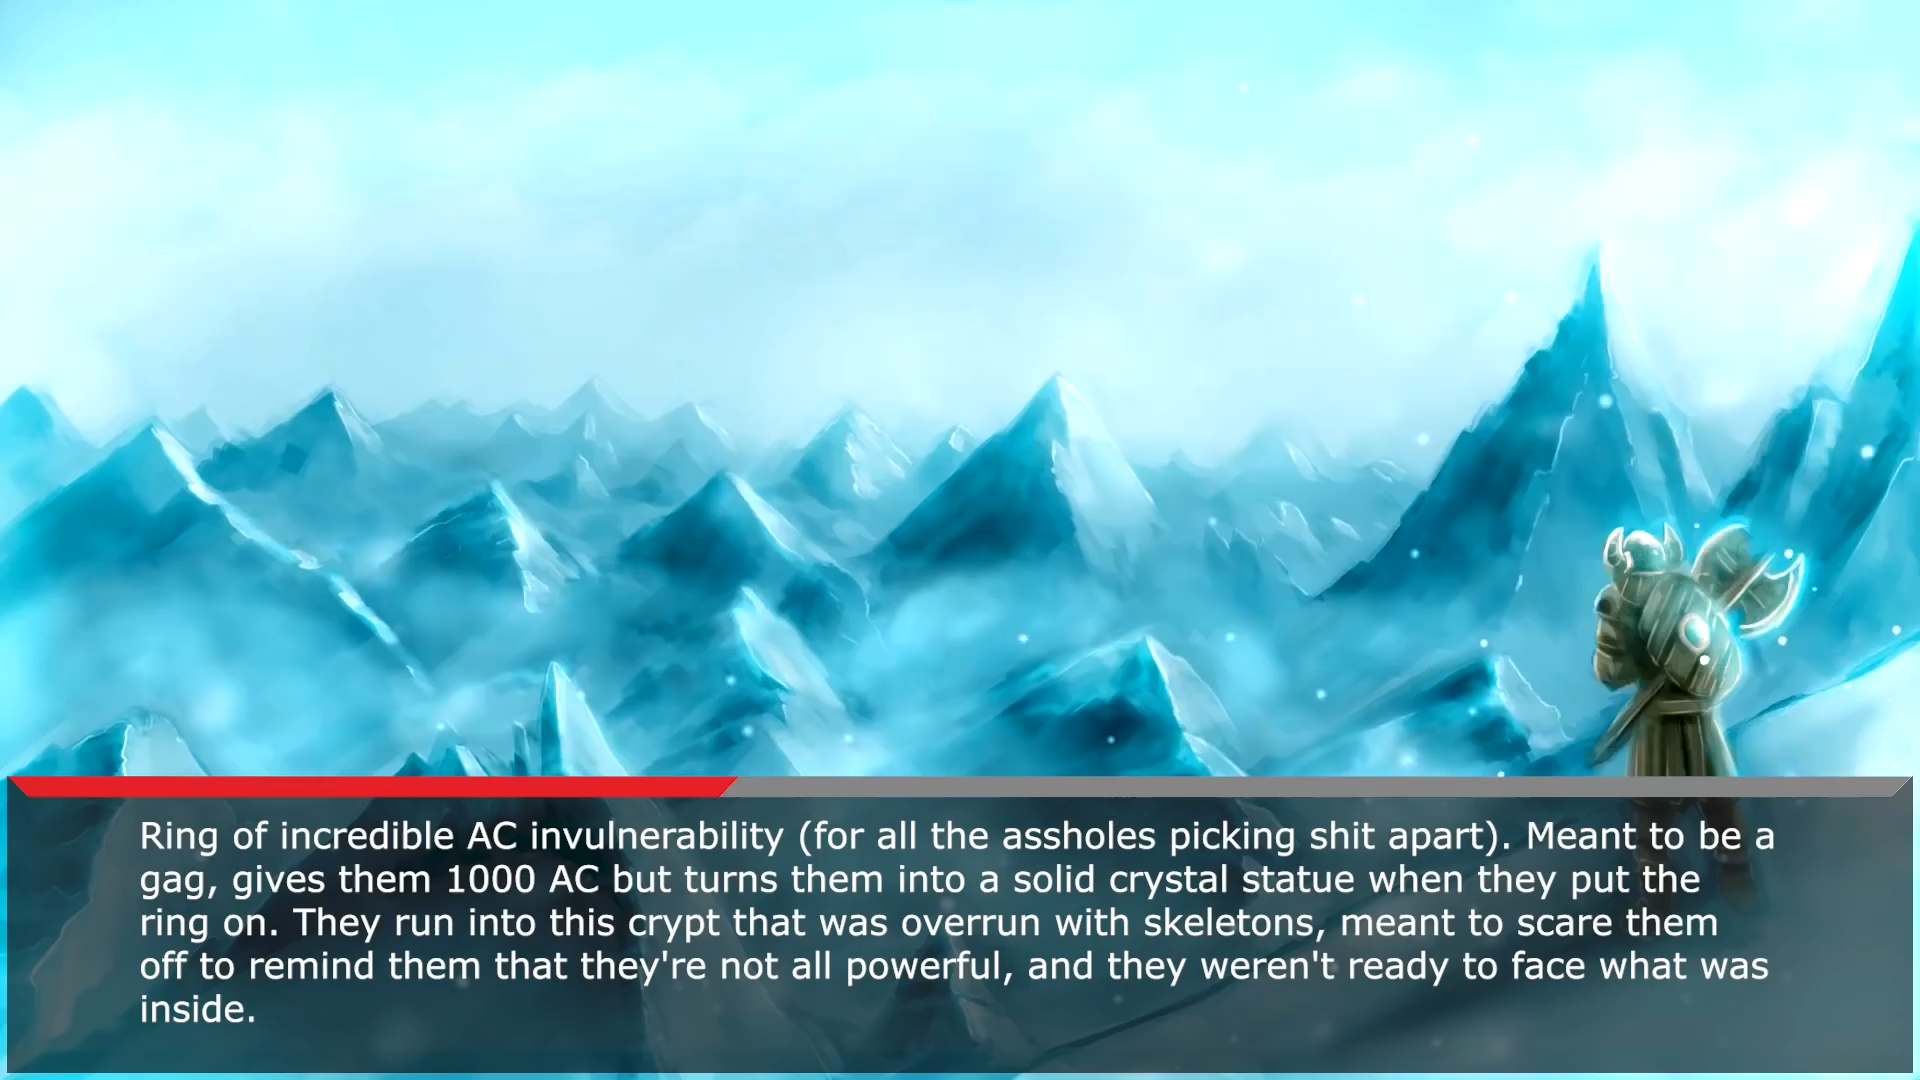 Ring of incredible AC invulnerability (for all the assholes picking shit apart). Meant to be a
gag, gives them 1000 AC but turns them into a solid crystal statue when they put the
ring on. They run into this crypt that was overrun with skeletons, meant to scare them
off to remind them that they're not all powerful, and they weren't ready to face what was
inside.